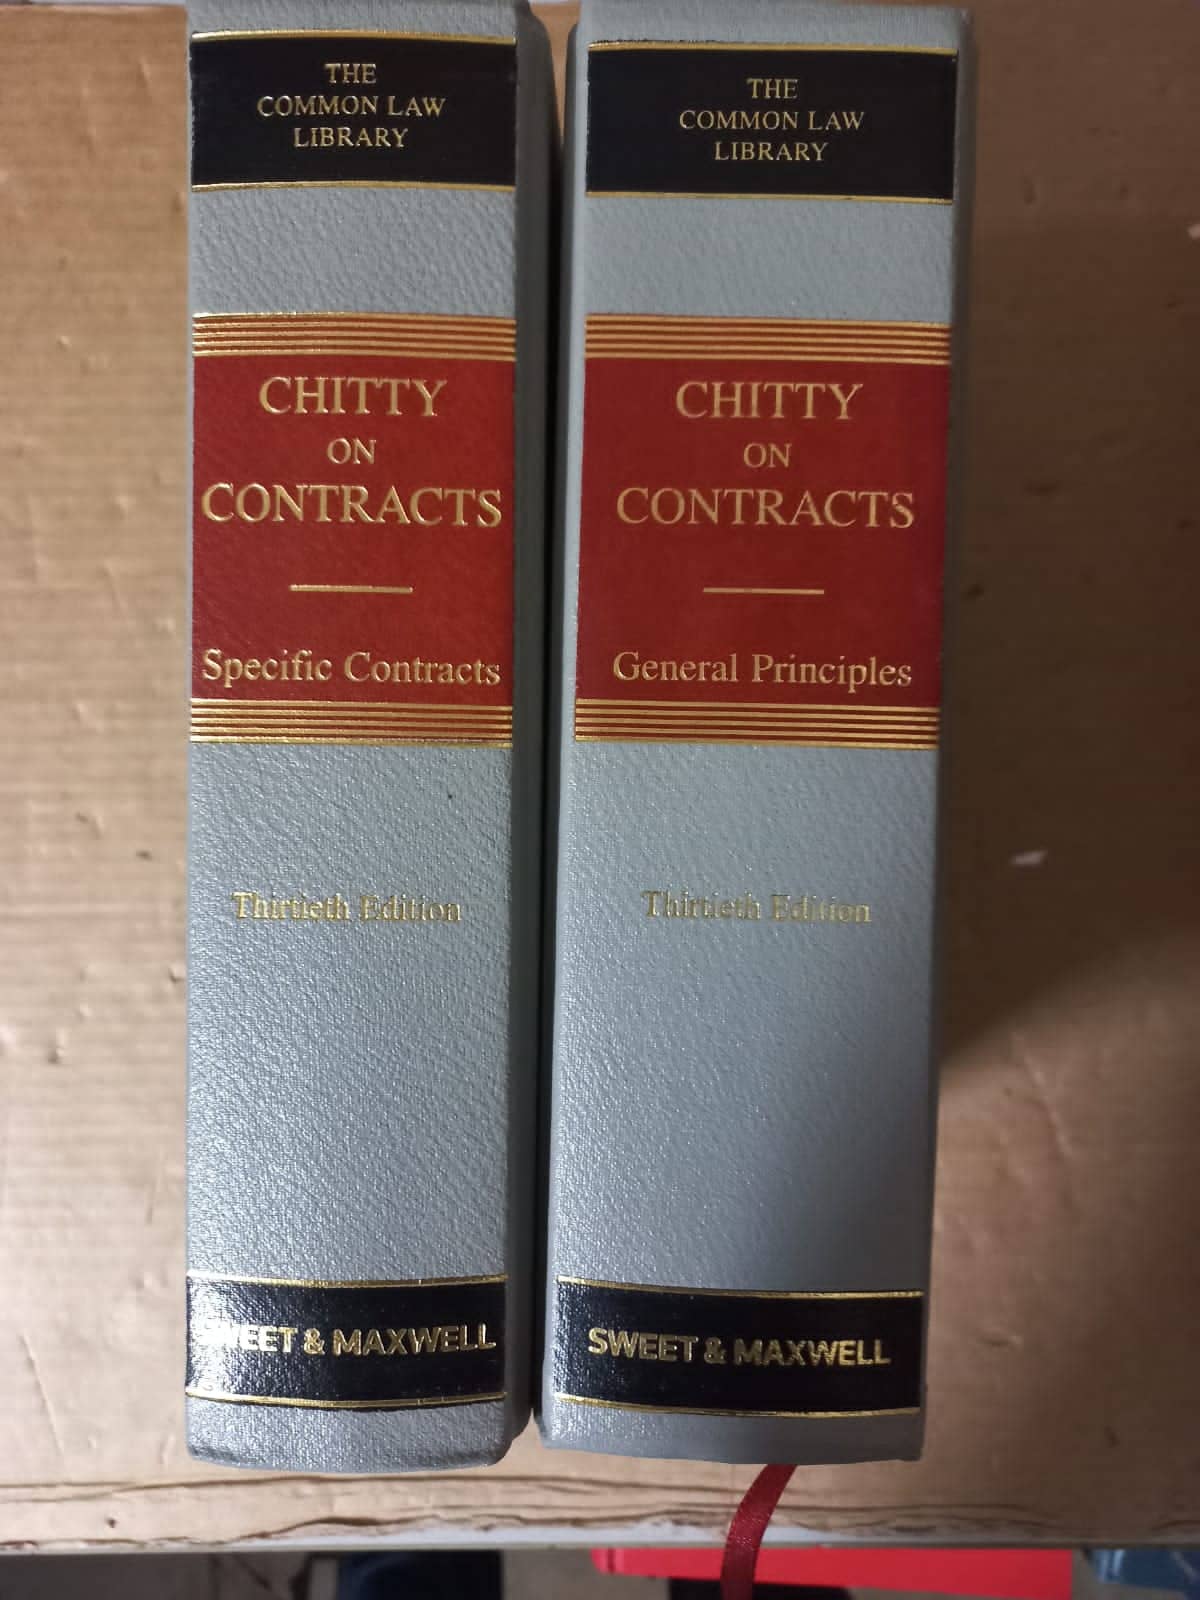 THE
COMMON LAW
LIBRARY
CHITTY
ON
CONTRACTS
Specific Contracts
Thirtieth Edition
SWEET & MAXWELL
THE
COMMON LAW
LIBRARY
CHITTY
ON
CONTRACTS
General Principles
Thirtieth Edition
SWEET & MAXWELL